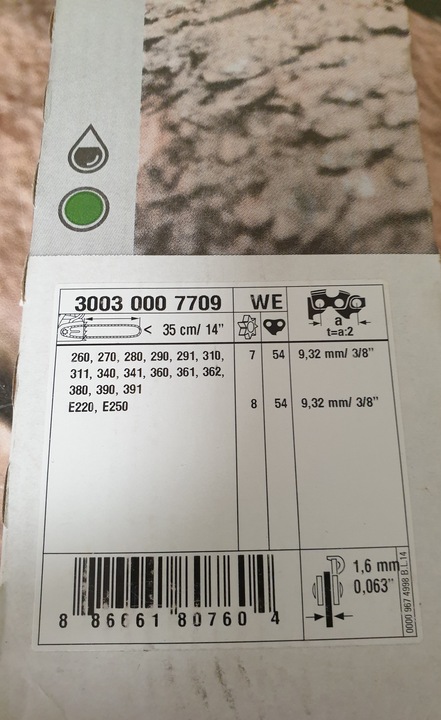 3003 000 7709 WE
< 35 cm/ 14" a
t=a:2
260, 270, 280, 290, 291, 310, 7 54 9,32 mm/ 3/8"
311, 340, 341, 360, 361, 362,
380, 390, 391
E220, E250 8 54 9,32 mm/ 3/8"
1,6 mm
0,063"
8 86661 80760 4
0000 967 4998 B.L.14